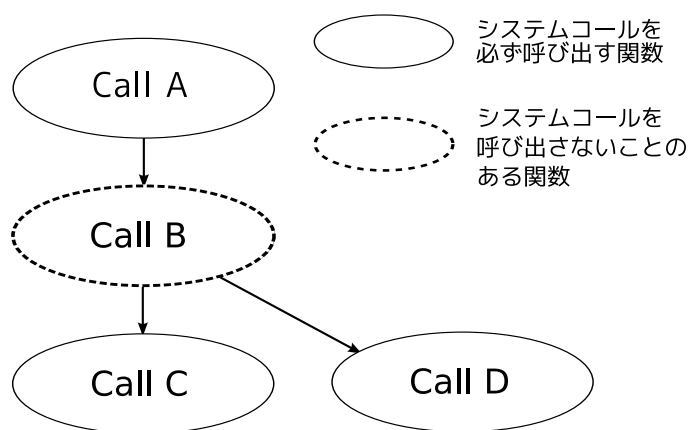 Call A
システムコールを
必ず呼び出す関数
システムコールを
呼び出さないことの
ある関数
Call B
Call C
Call D